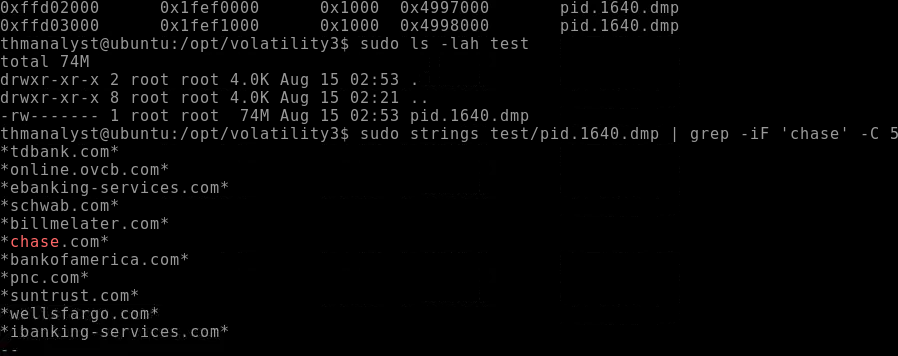 0xffd02000 0x1fef0000 0x1000 0x4997000 pid.1640.dmp
0xffd03000 0x1fef1000 0x1000 0x4998000 pid.1640.dmp
thmanalyst@ubuntu:/opt/volatility3$ sudo ls -lah test
total 74M
drwxr-xr-x 2 root root 4.0K Aug 15 02:53 .
drwxr-xr-x 8 root root 4.0K Aug 15 02:21 ..
-rw------- 1 root root 74M Aug 15 02:53 pid.1640.dmp
thmanalyst@ubuntu:/opt/volatility3$ sudo strings test/pid.1640.dmp | grep -iF 'chase' -C 5
*tdbank.com*
*online.ovcb.com*
*ebanking-services.com*
*schwab.com*
*billmelater.com*
*chase.com*
*bankofamerica.com*
*pnc.com*
*suntrust.com*
*wellsfargo.com*
*ibanking-services.com*
--